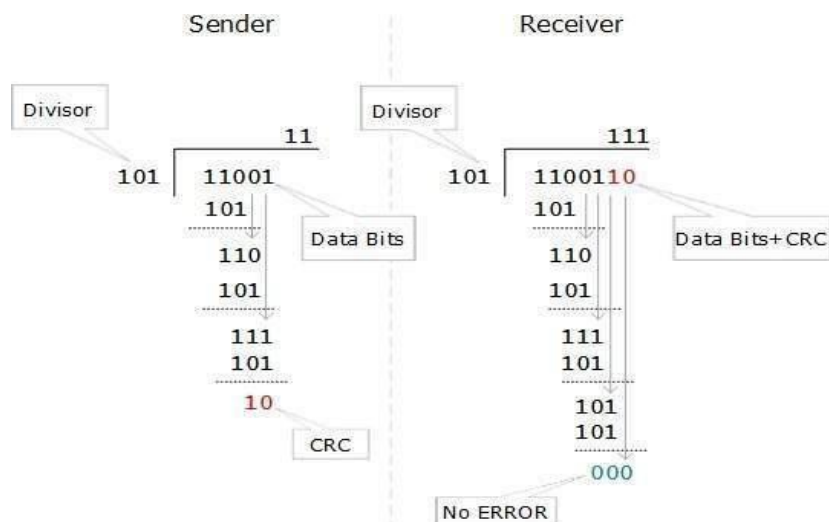 Sender
Divisor
11
101
11001
101
Data Bits
110
101
111
101
10
CRC
Receiver
Divisor
111
101
1100110
101
Data Bits+CRC
110
101
111
101
101
101
000
No ERROR